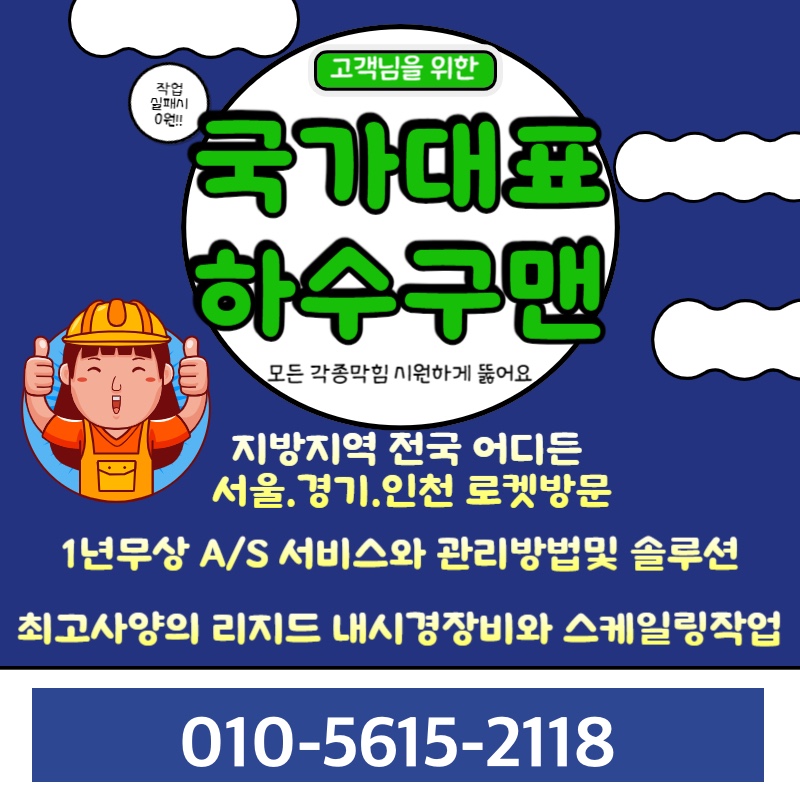 고객님을 위한
작업
실패시
0원!!
국가대표
하수구맨
모든 각종막힘 시원하게 뚫어요
지방지역 전국 어디든
서울.경기.인천 로켓방문
1년무상 A/S 서비스와 관리방법및 솔루션
최고사양의 리지드 내시경장비와 스케일링작업
010-5615-2118